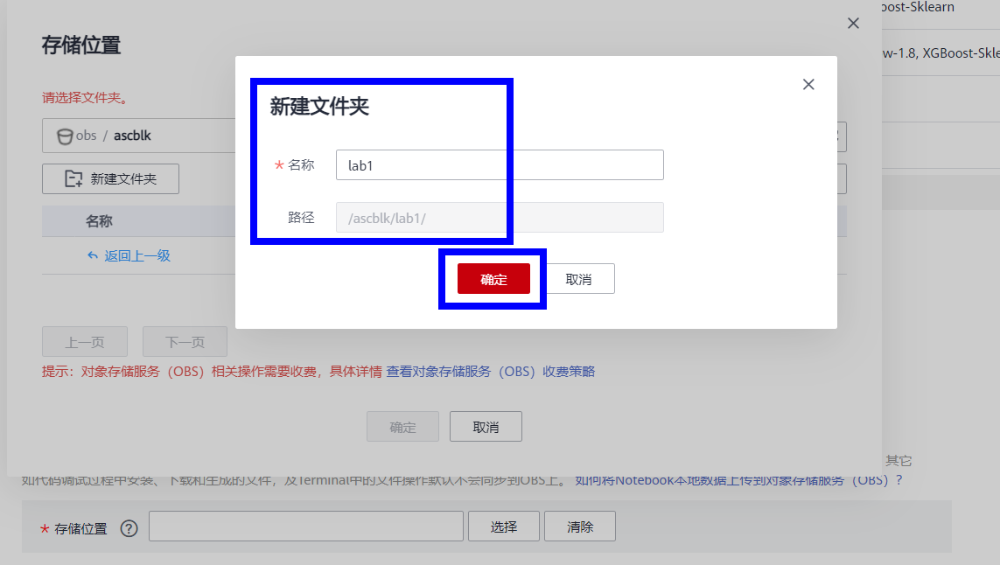 oost-Sklearn
存储位置
w-1.8, XGBoost-Skle
新建文件夹
请选择文件夹。
obs / ascblk
* 名称 lab1
新建文件夹
名称
路径 /ascblk/lab1/
返回上一级
确定 取消
上一页 下一页
提示：对象存储服务（OBS）相关操作需要收费，具体详情 查看对象存储服务（OBS）收费策略
确定 取消
其它
如代码调试过程中安装、下载和生成的文件，及Terminal中的文件操作默认不会同步到OBS上。 如何将Notebook本地数据上传到对象存储服务（OBS）?
* 存储位置 ? 选择 清除